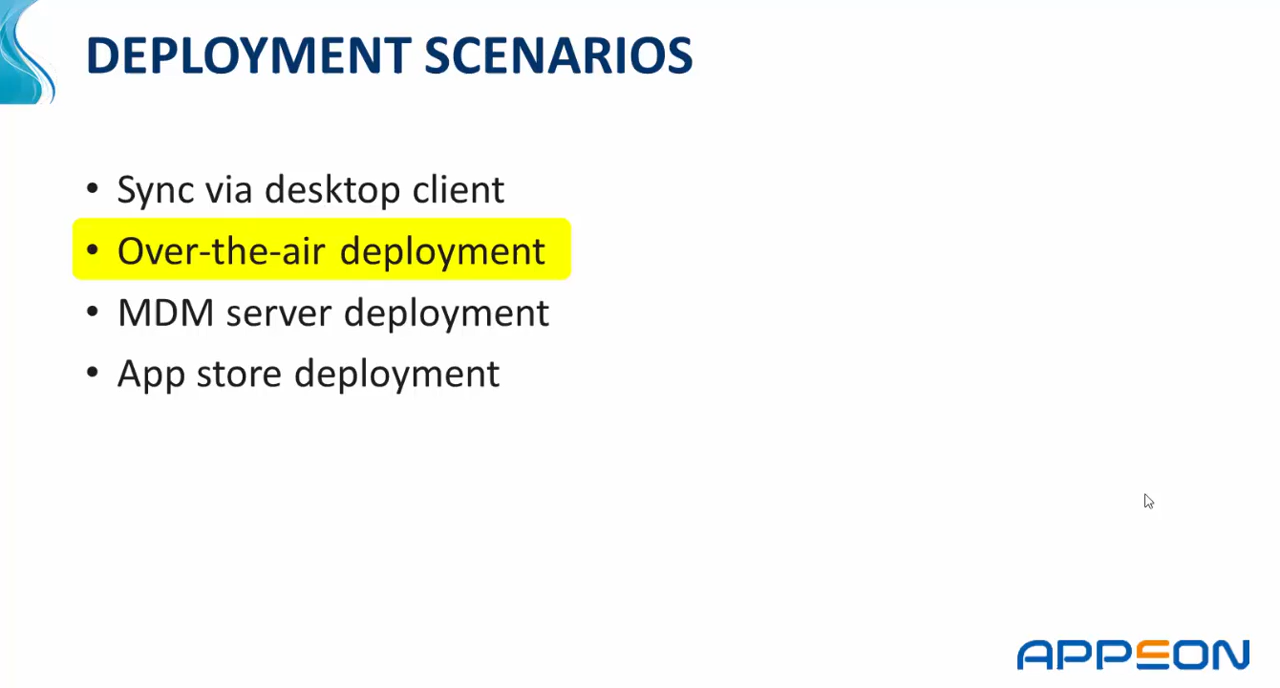 DEPLOYMENT SCENARIOS
• Sync via desktop client
• Over-the-air deployment
• MDM server deployment
• App store deployment
APPEON